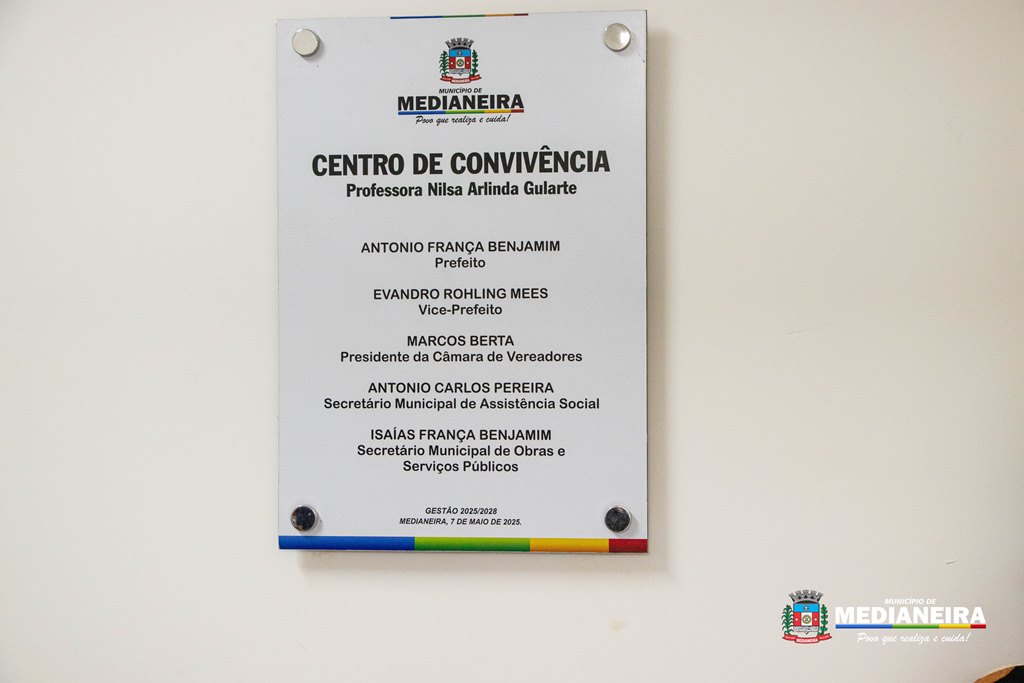 MUNICÍPIO DE
MEDIANEIRA
Povo que realiza e cuida!
CENTRO DE CONVIVÊNCIA
Professora Nilsa Arlinda Gularte
ANTONIO FRANÇA BENJAMIM
Prefeito
EVANDRO ROHLING MEES
Vice-Prefeito
MARCOS BERTA
Presidente da Câmara de Vereadores
ANTONIO CARLOS PEREIRA
Secretário Municipal de Assistência Social
ISAÍAS FRANÇA BENJAMIM
Secretário Municipal de Obras e
Serviços Públicos
GESTÃO 2025/2028
MEDIANEIRA, 7 DE MAIO DE 2025.
MUNICÍPIO DE
MEDIANEIRA
Povo que realiza e cuida!